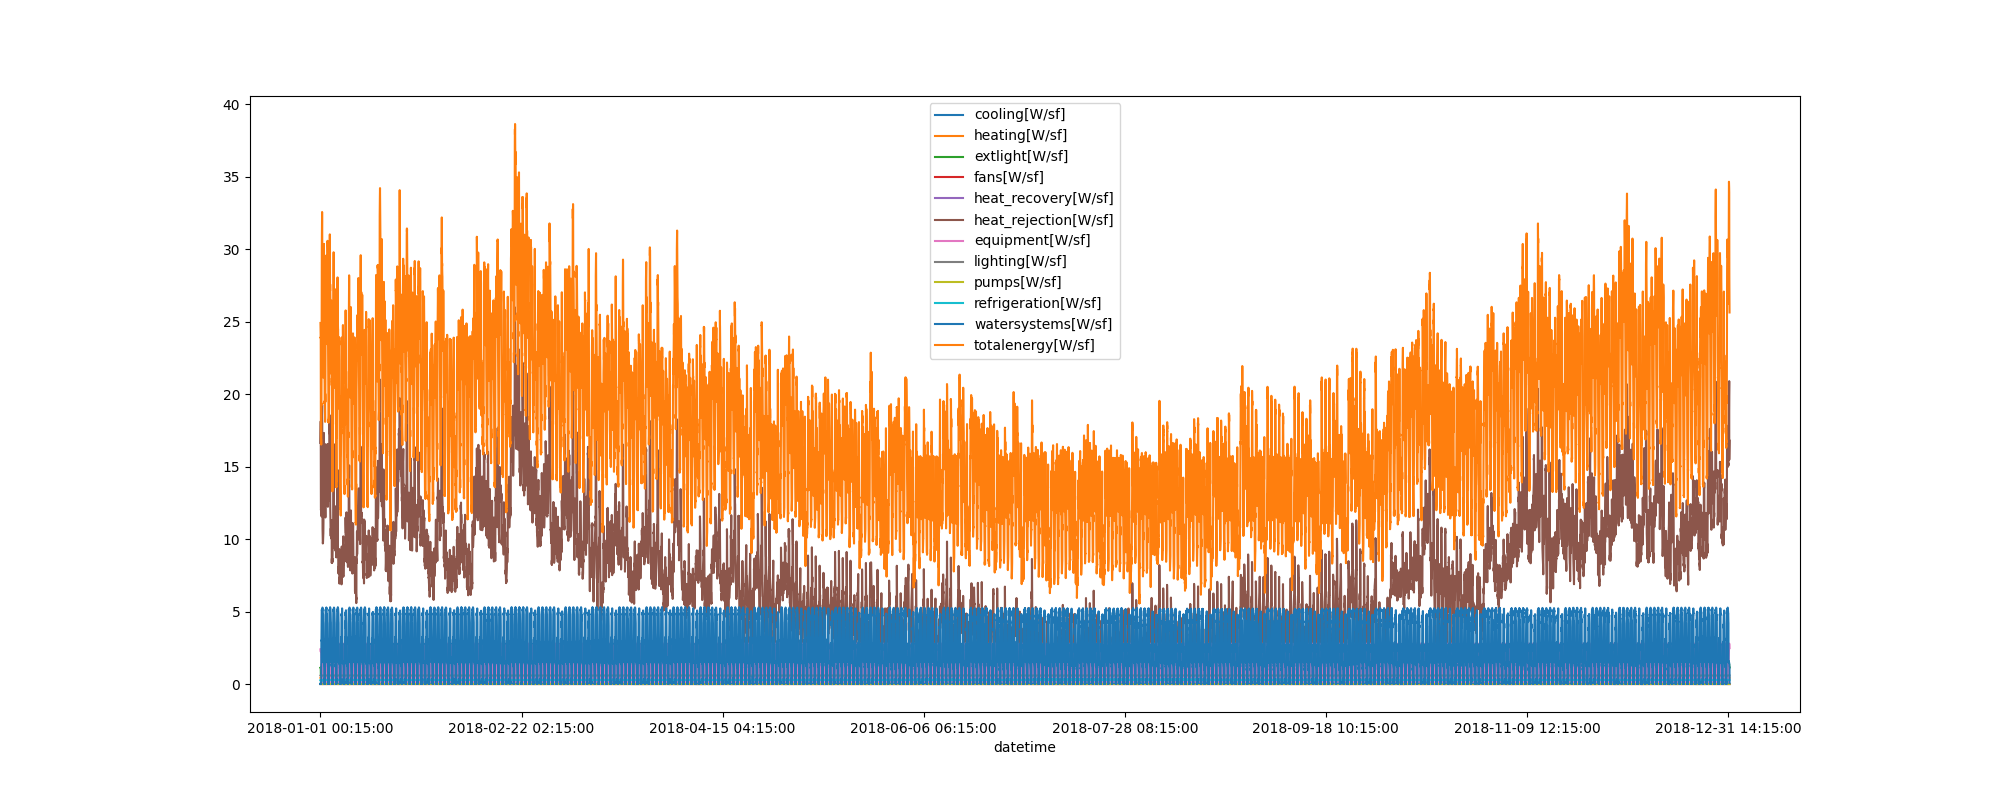 40
35
30
25
20
15
10
5
0
cooling[W/sf]
heating[W/sf]
extlight[W/sf]
fans[W/sf]
heat_recovery[W/sf]
heat_rejection[W/sf]
equipment[W/sf]
lighting[W/sf]
pumps[W/sf]
refrigeration[W/sf]
watersystems[W/sf]
totalenergy[W/sf]
2018-01-01 00:15:00 2018-02-22 02:15:00 2018-04-15 04:15:00 2018-06-06 06:15:00 2018-07-28 08:15:00 2018-09-18 10:15:00 2018-11-09 12:15:00 2018-12-31 14:15:00
datetime